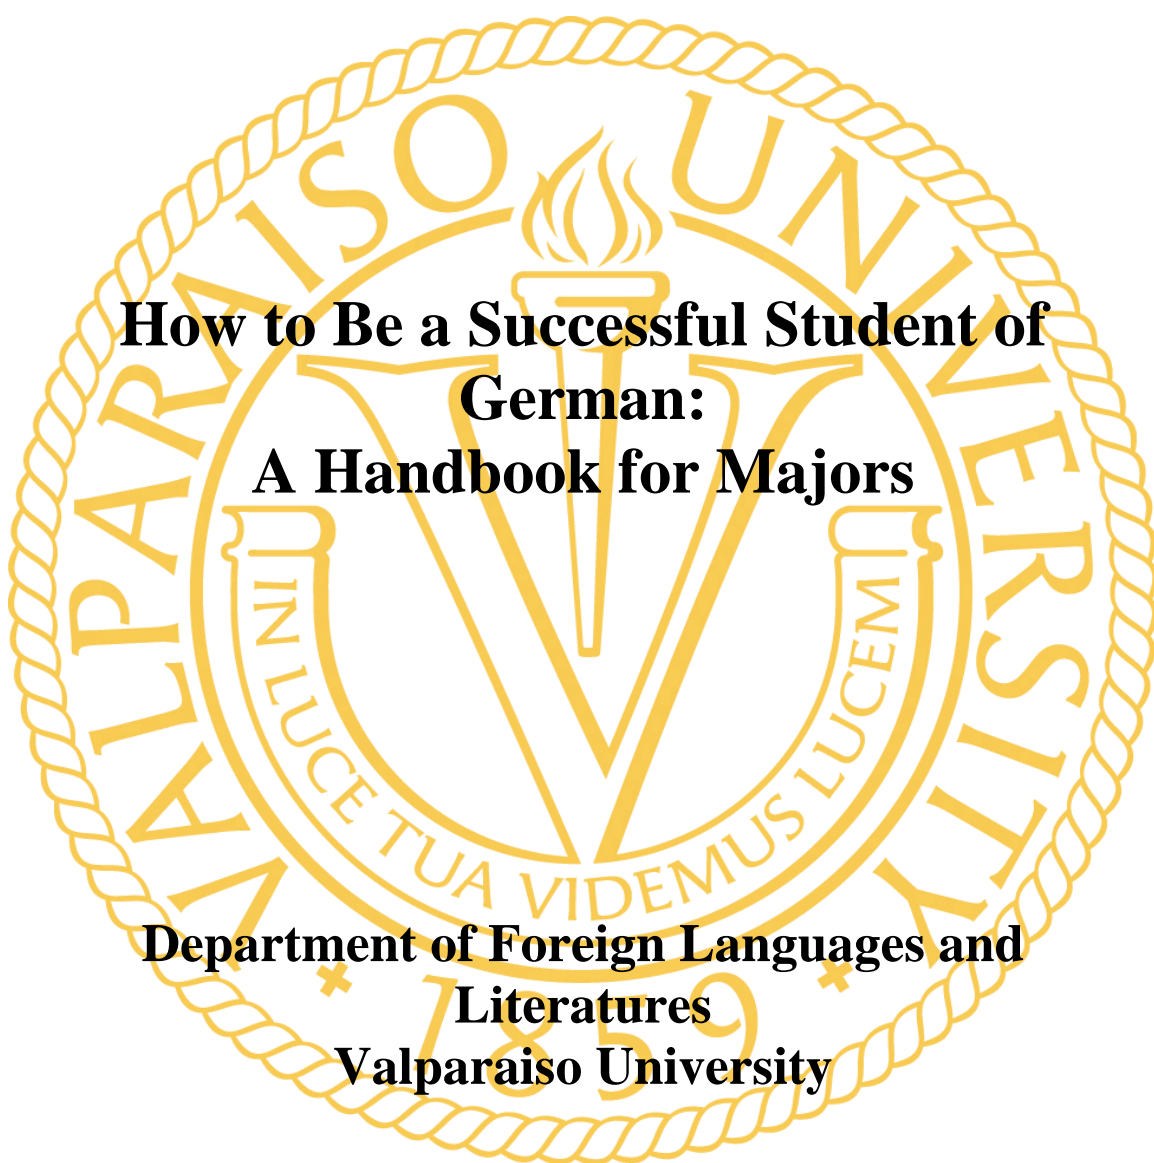 VALPARAISO UNIVERSITY
How to Be a Successful Student of
German:
A Handbook for Majors
IN LUCE TUA VIDEMUS LUCEM
Department of Foreign Languages and
Literatures
Valparaiso University
1859